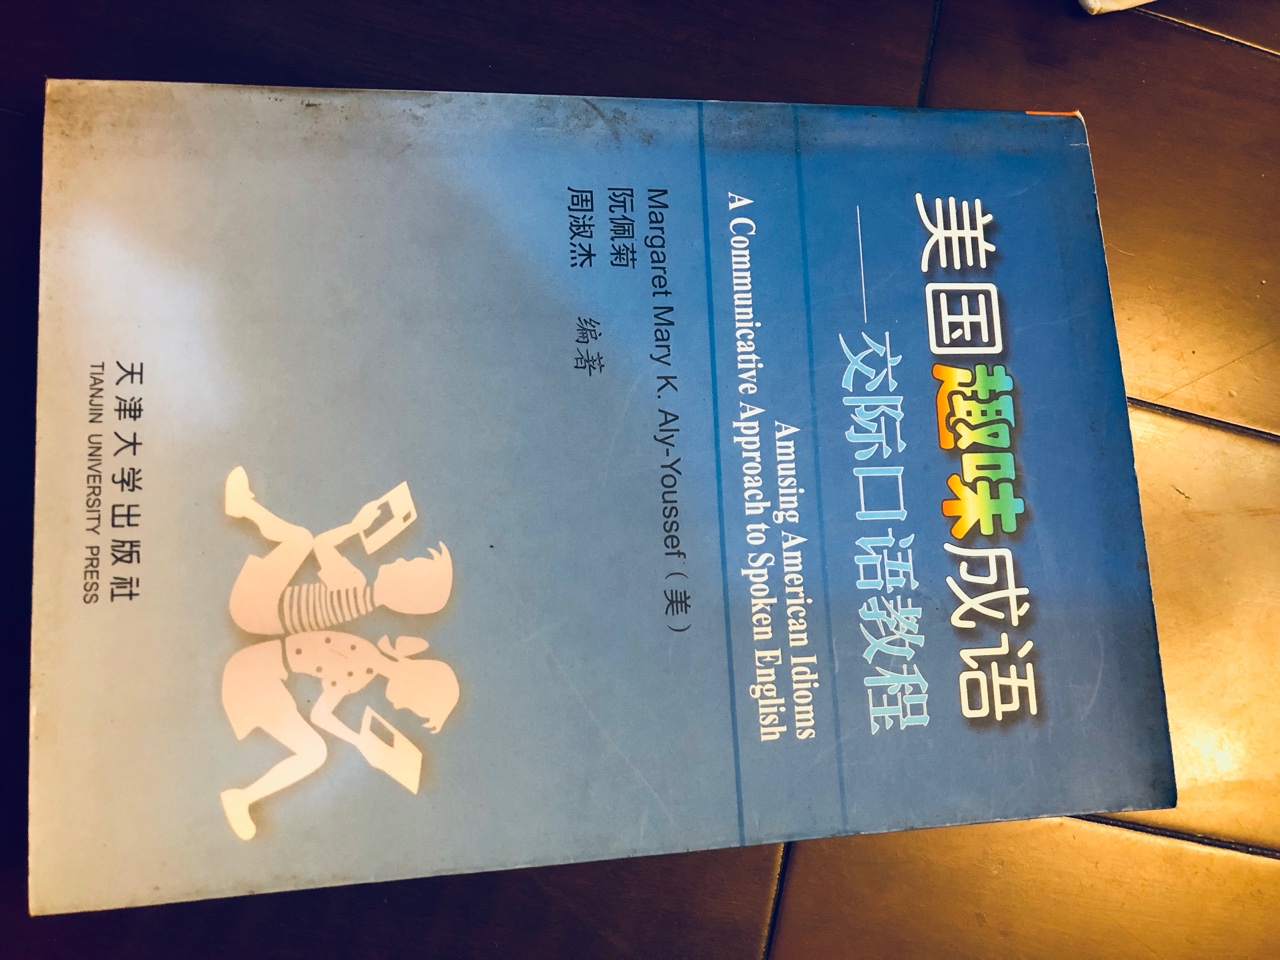 美国趣味成语
——交际口语教程
Amusing American Idioms
A Communicative Approach to Spoken English
Margaret Mary K. Aly-Youssef（美）
阮佩菊
周淑杰 编著
天津大学出版社
TIANJIN UNIVERSITY PRESS